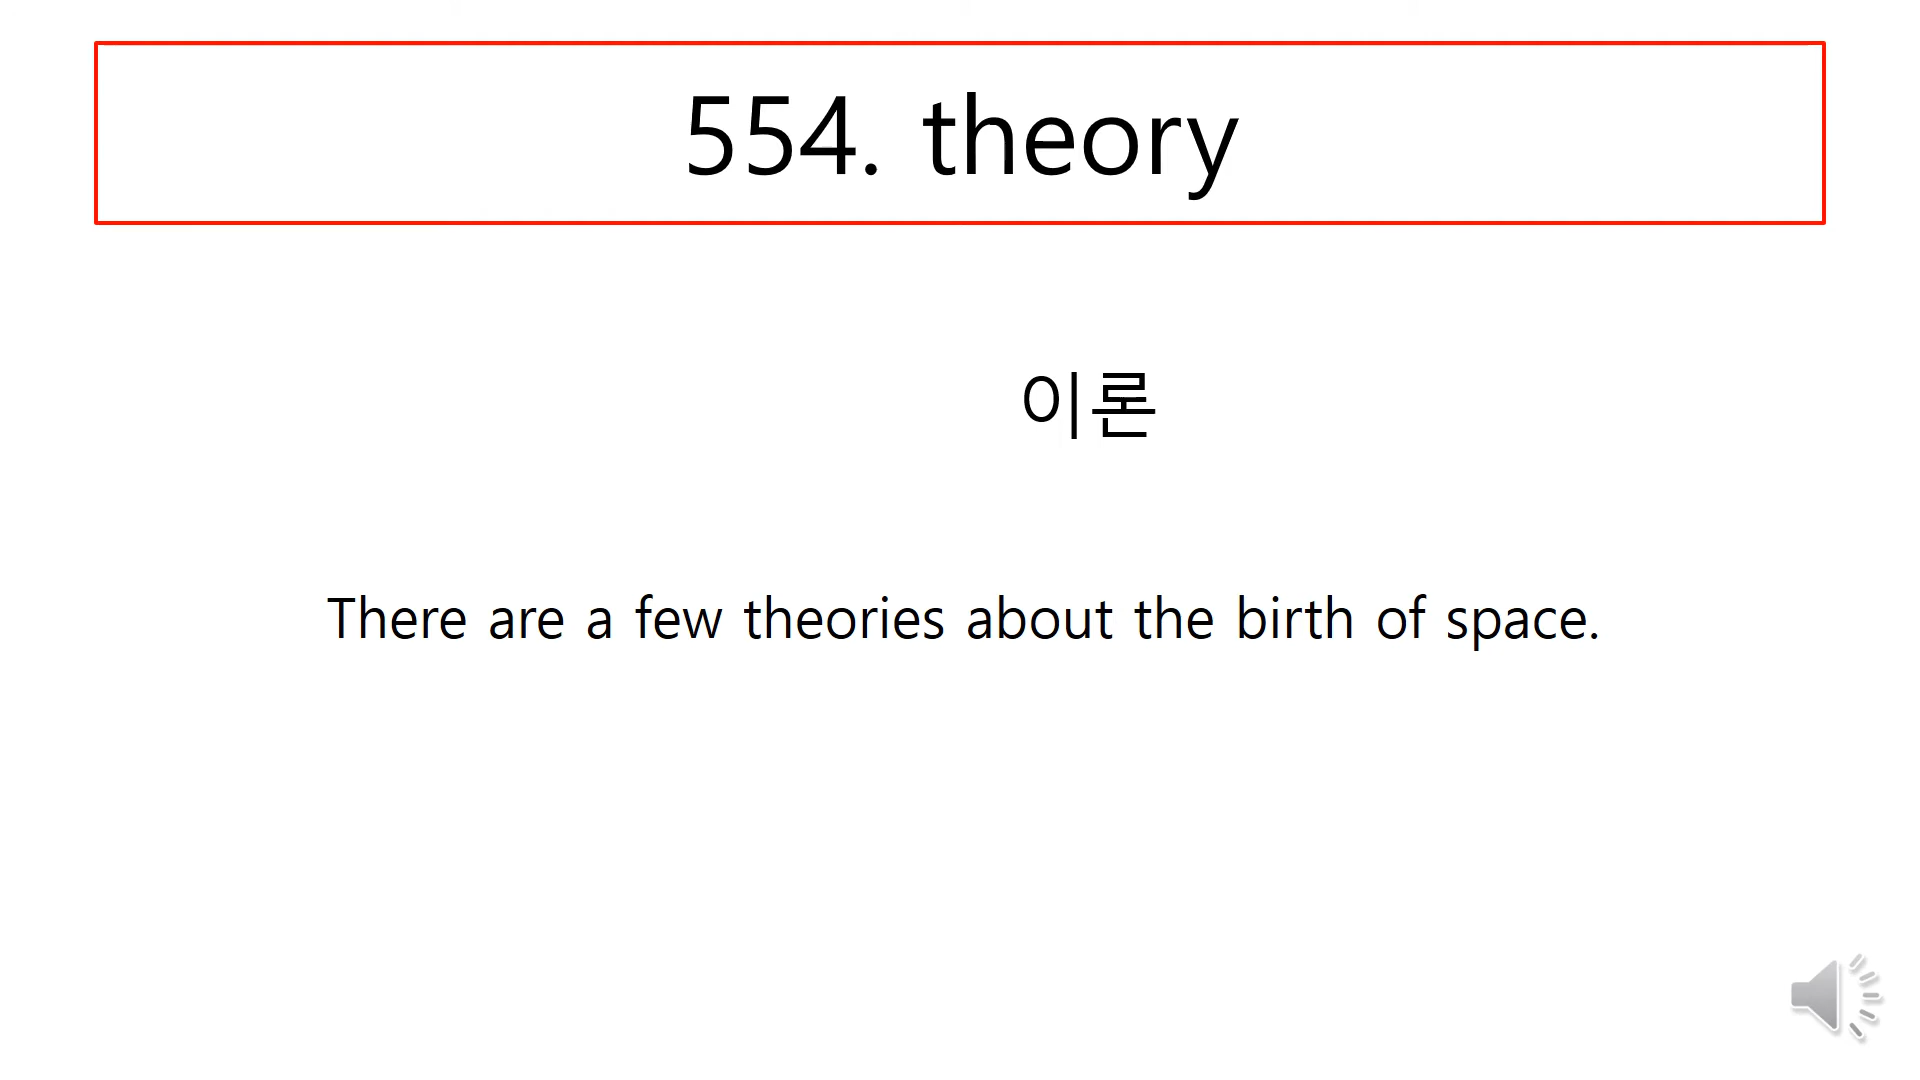 554. theory
이론
There are a few theories about the birth of space.